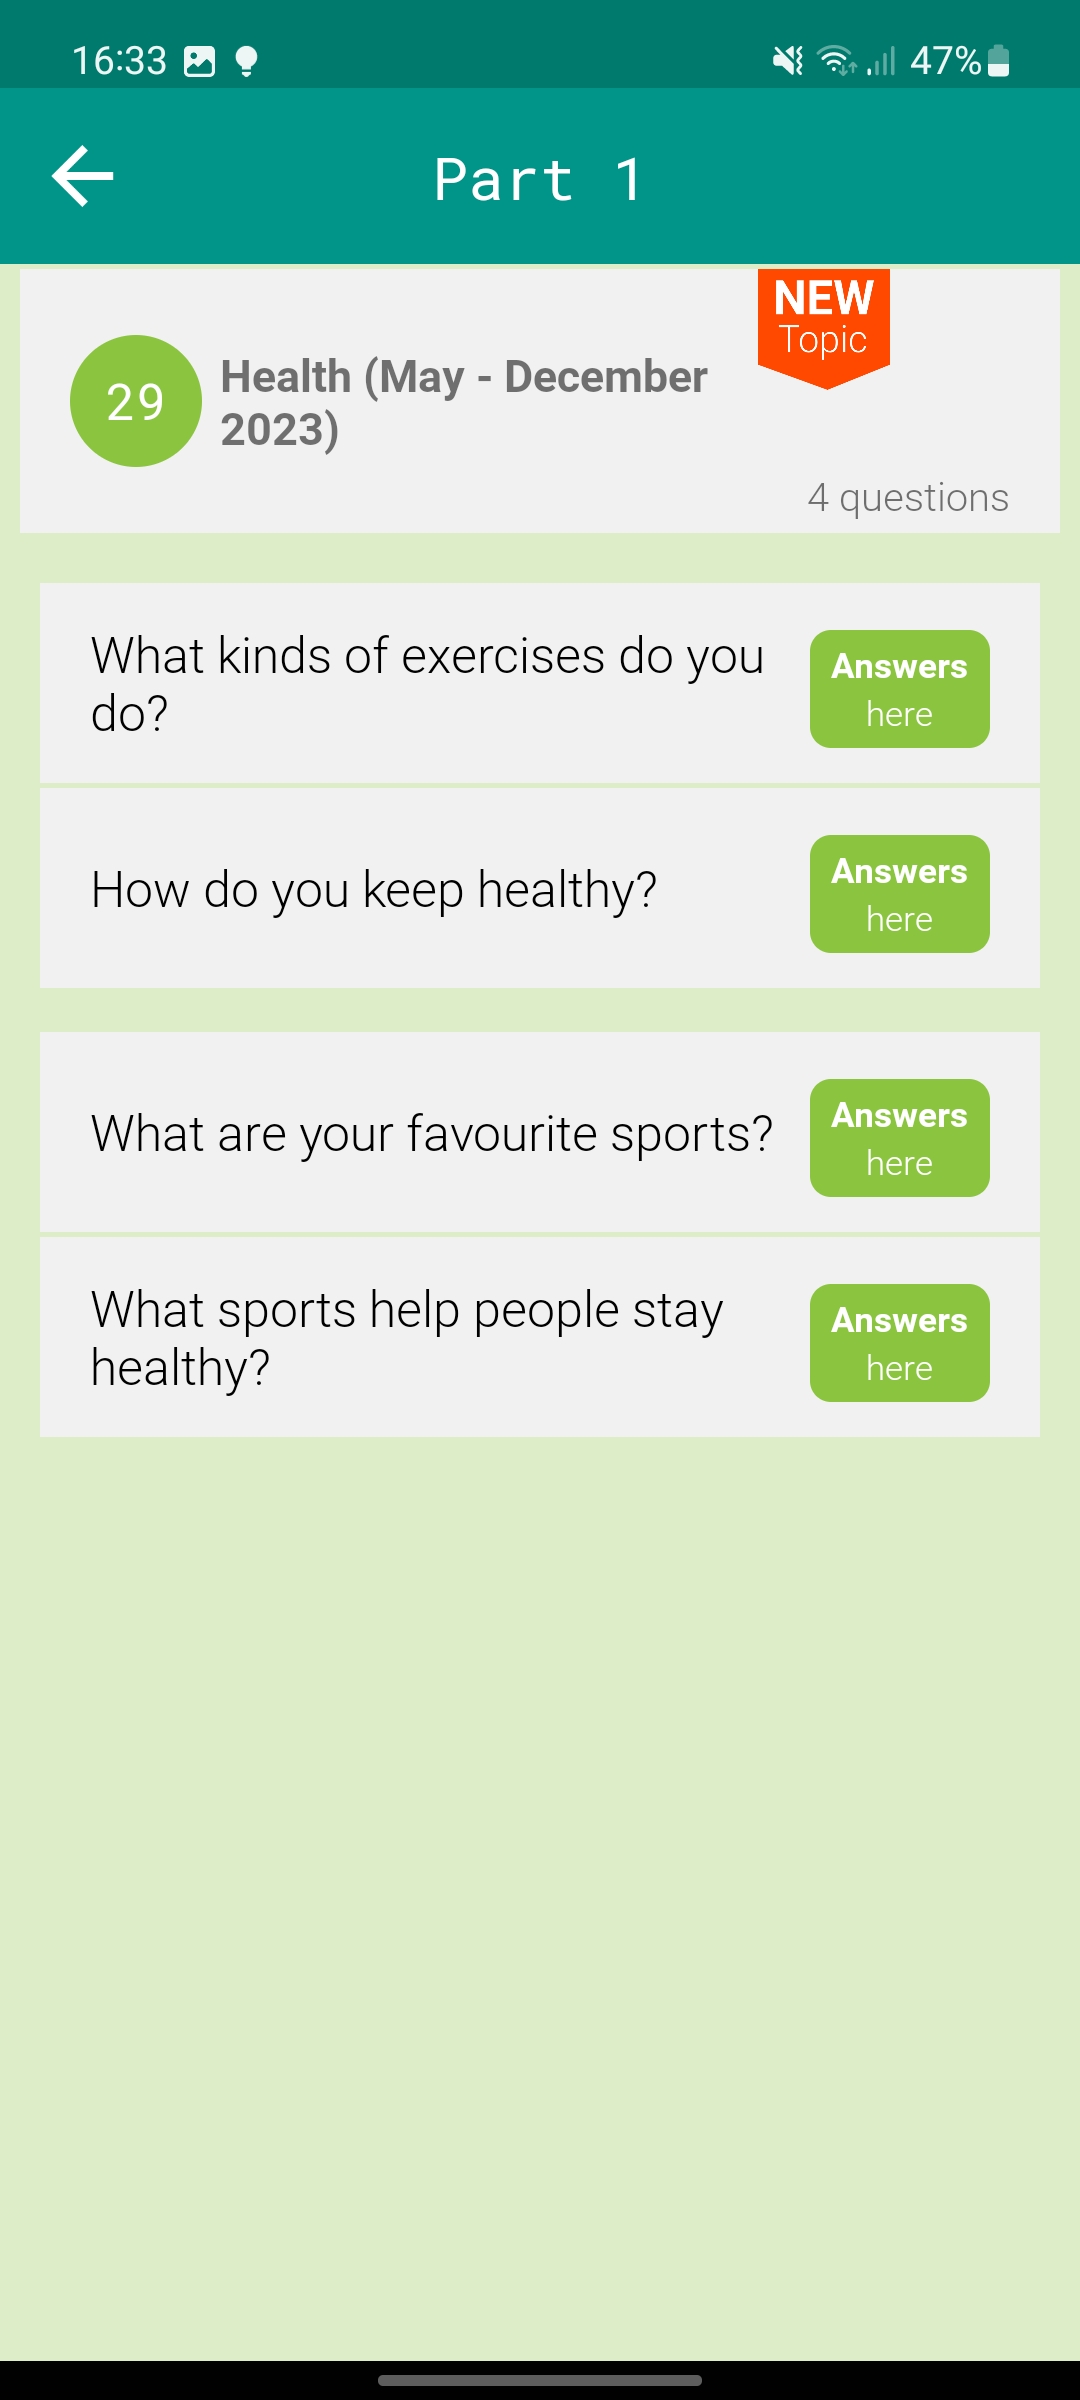 16:33
47%
Part 1
NEW
Topic
29
Health (May - December
2023)
4 questions
What kinds of exercises do you
do?
Answers
here
How do you keep healthy?
Answers
here
What are your favourite sports?
Answers
here
What sports help people stay
healthy?
Answers
here